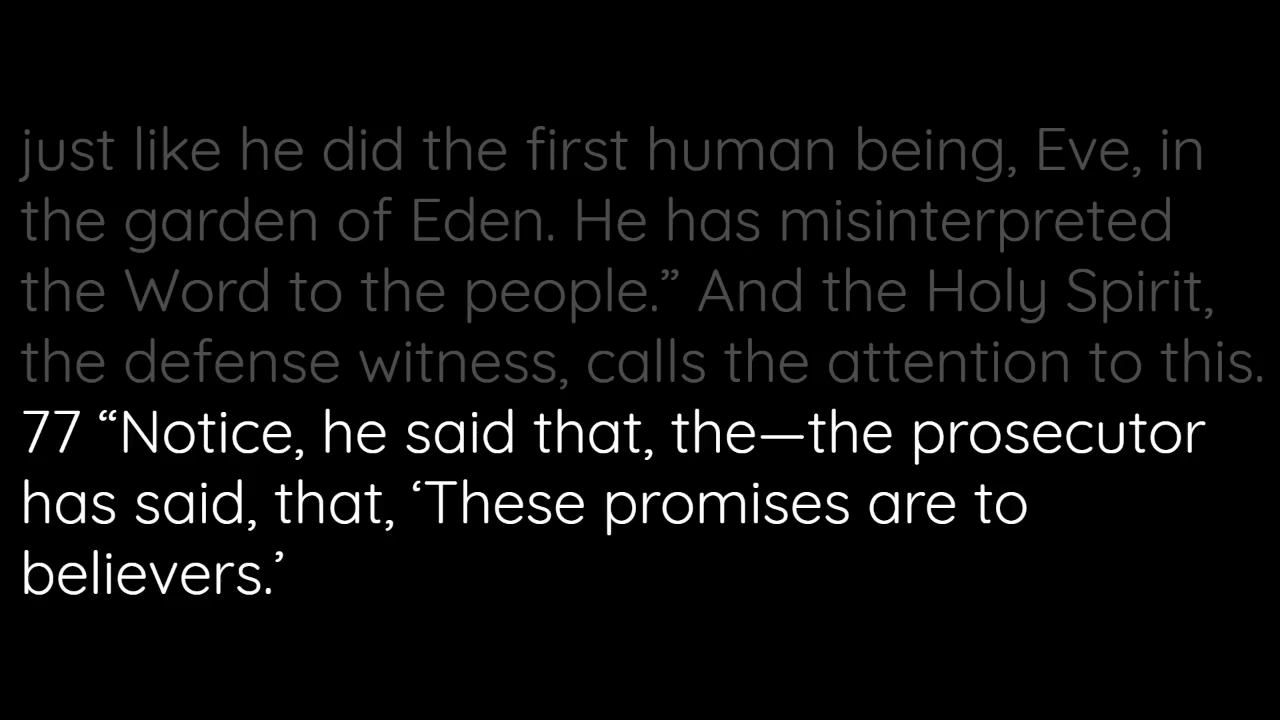 just like he did the first human being, Eve, in
the garden of Eden. He has misinterpreted
the Word to the people.” And the Holy Spirit,
the defense witness, calls the attention to this.
77 “Notice, he said that, the—the prosecutor
has said, that, ‘These promises are to
believers.’